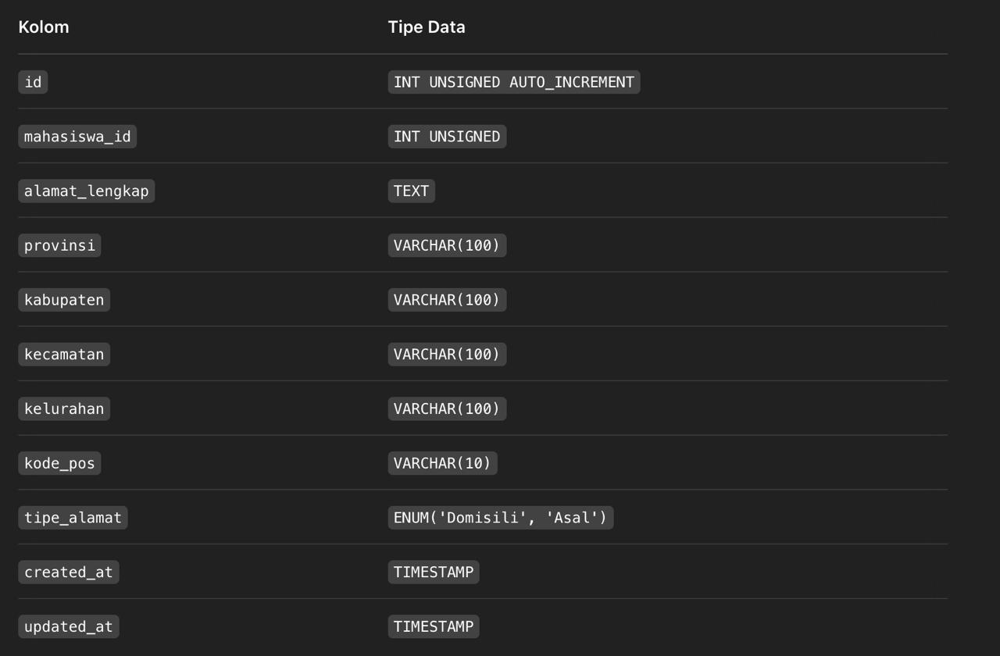 Kolom Tipe Data
id INT UNSIGNED AUTO_INCREMENT
mahasiswa_id INT UNSIGNED
alamat_lengkap TEXT
provinsi VARCHAR(100)
kabupaten VARCHAR(100)
kecamatan VARCHAR(100)
kelurahan VARCHAR(100)
kode_pos VARCHAR(10)
tipe_alamat ENUM('Domisili', 'Asal')
created_at TIMESTAMP
updated_at TIMESTAMP